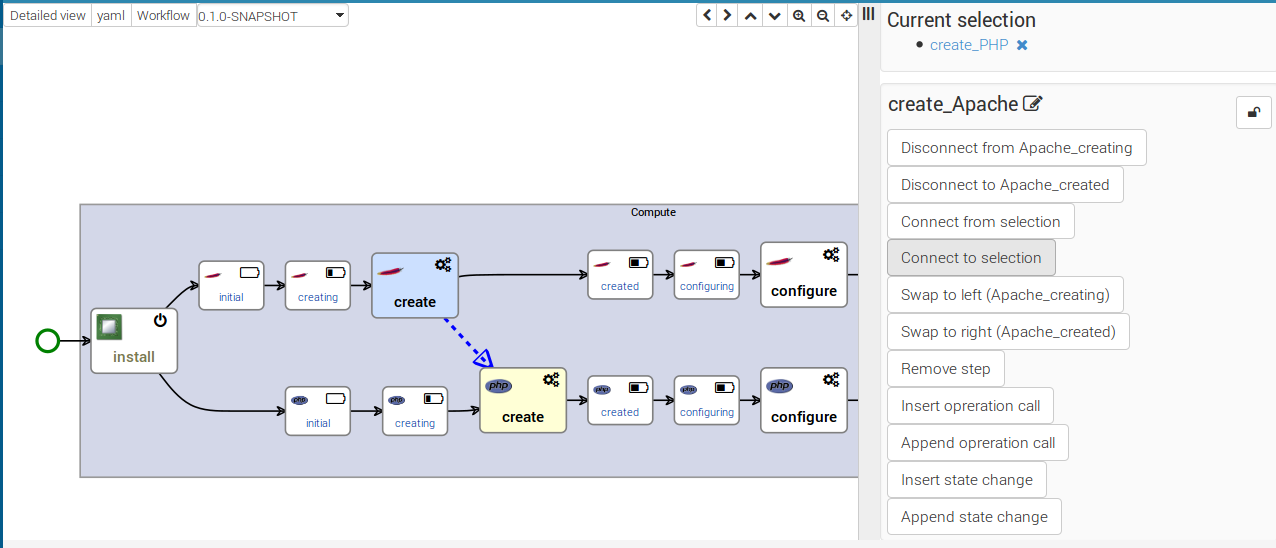 Detailed view yaml Workflow 0.1.0-SNAPSHOT
Current selection
create_PHP
create_Apache
Disconnect from Apache_creating
Disconnect to Apache_created
Connect from selection
Connect to selection
Swap to left (Apache_creating)
Swap to right (Apache_created)
Remove step
Insert opreration call
Append opreration call
Insert state change
Append state change
Compute
initial creating create created configuring configure
install
php php php php php php
initial creating create created configuring configure